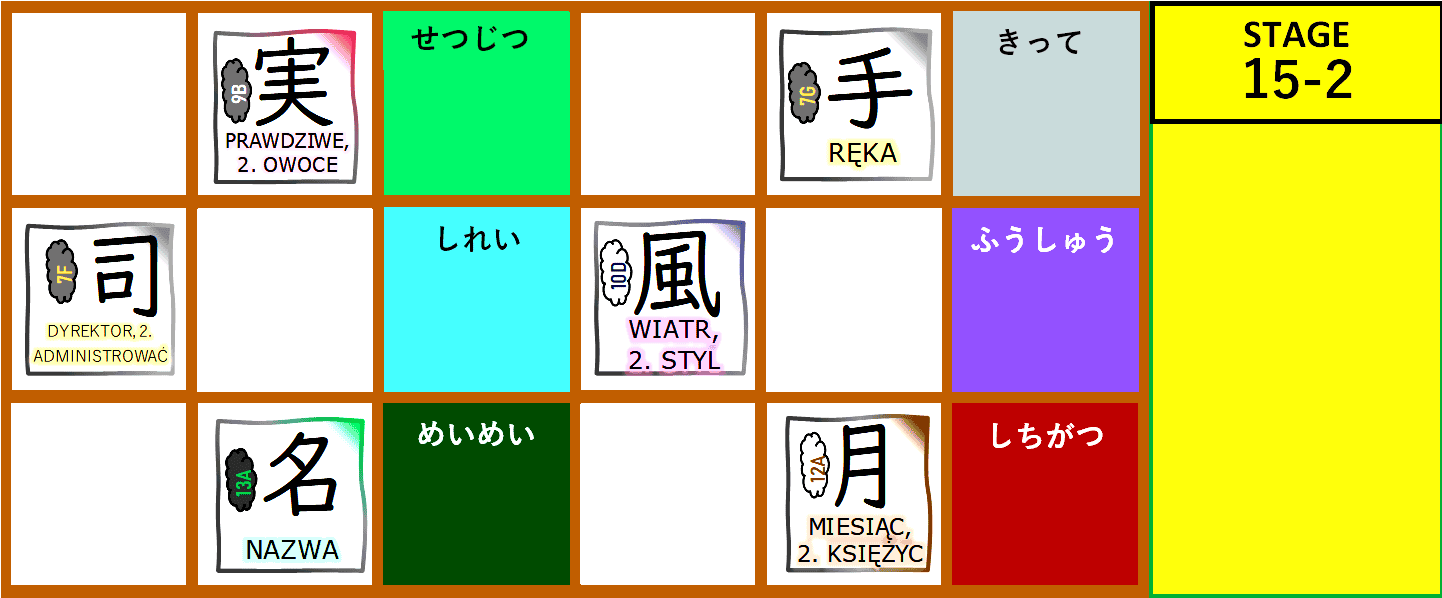 9B
実
PRAWDZIWE,
2. OWOCE
せつじつ
7G
手
RĘKA
きって
STAGE
15-2
7F
司
DYREKTOR, 2.
ADMINISTROWAĆ
しれい
10D
風
WIATR,
2. STYL
ふうしゅう
13A
名
NAZWA
めいめい
12A
月
MIESIĄC,
2. KSIĘŻYC
しちがつ